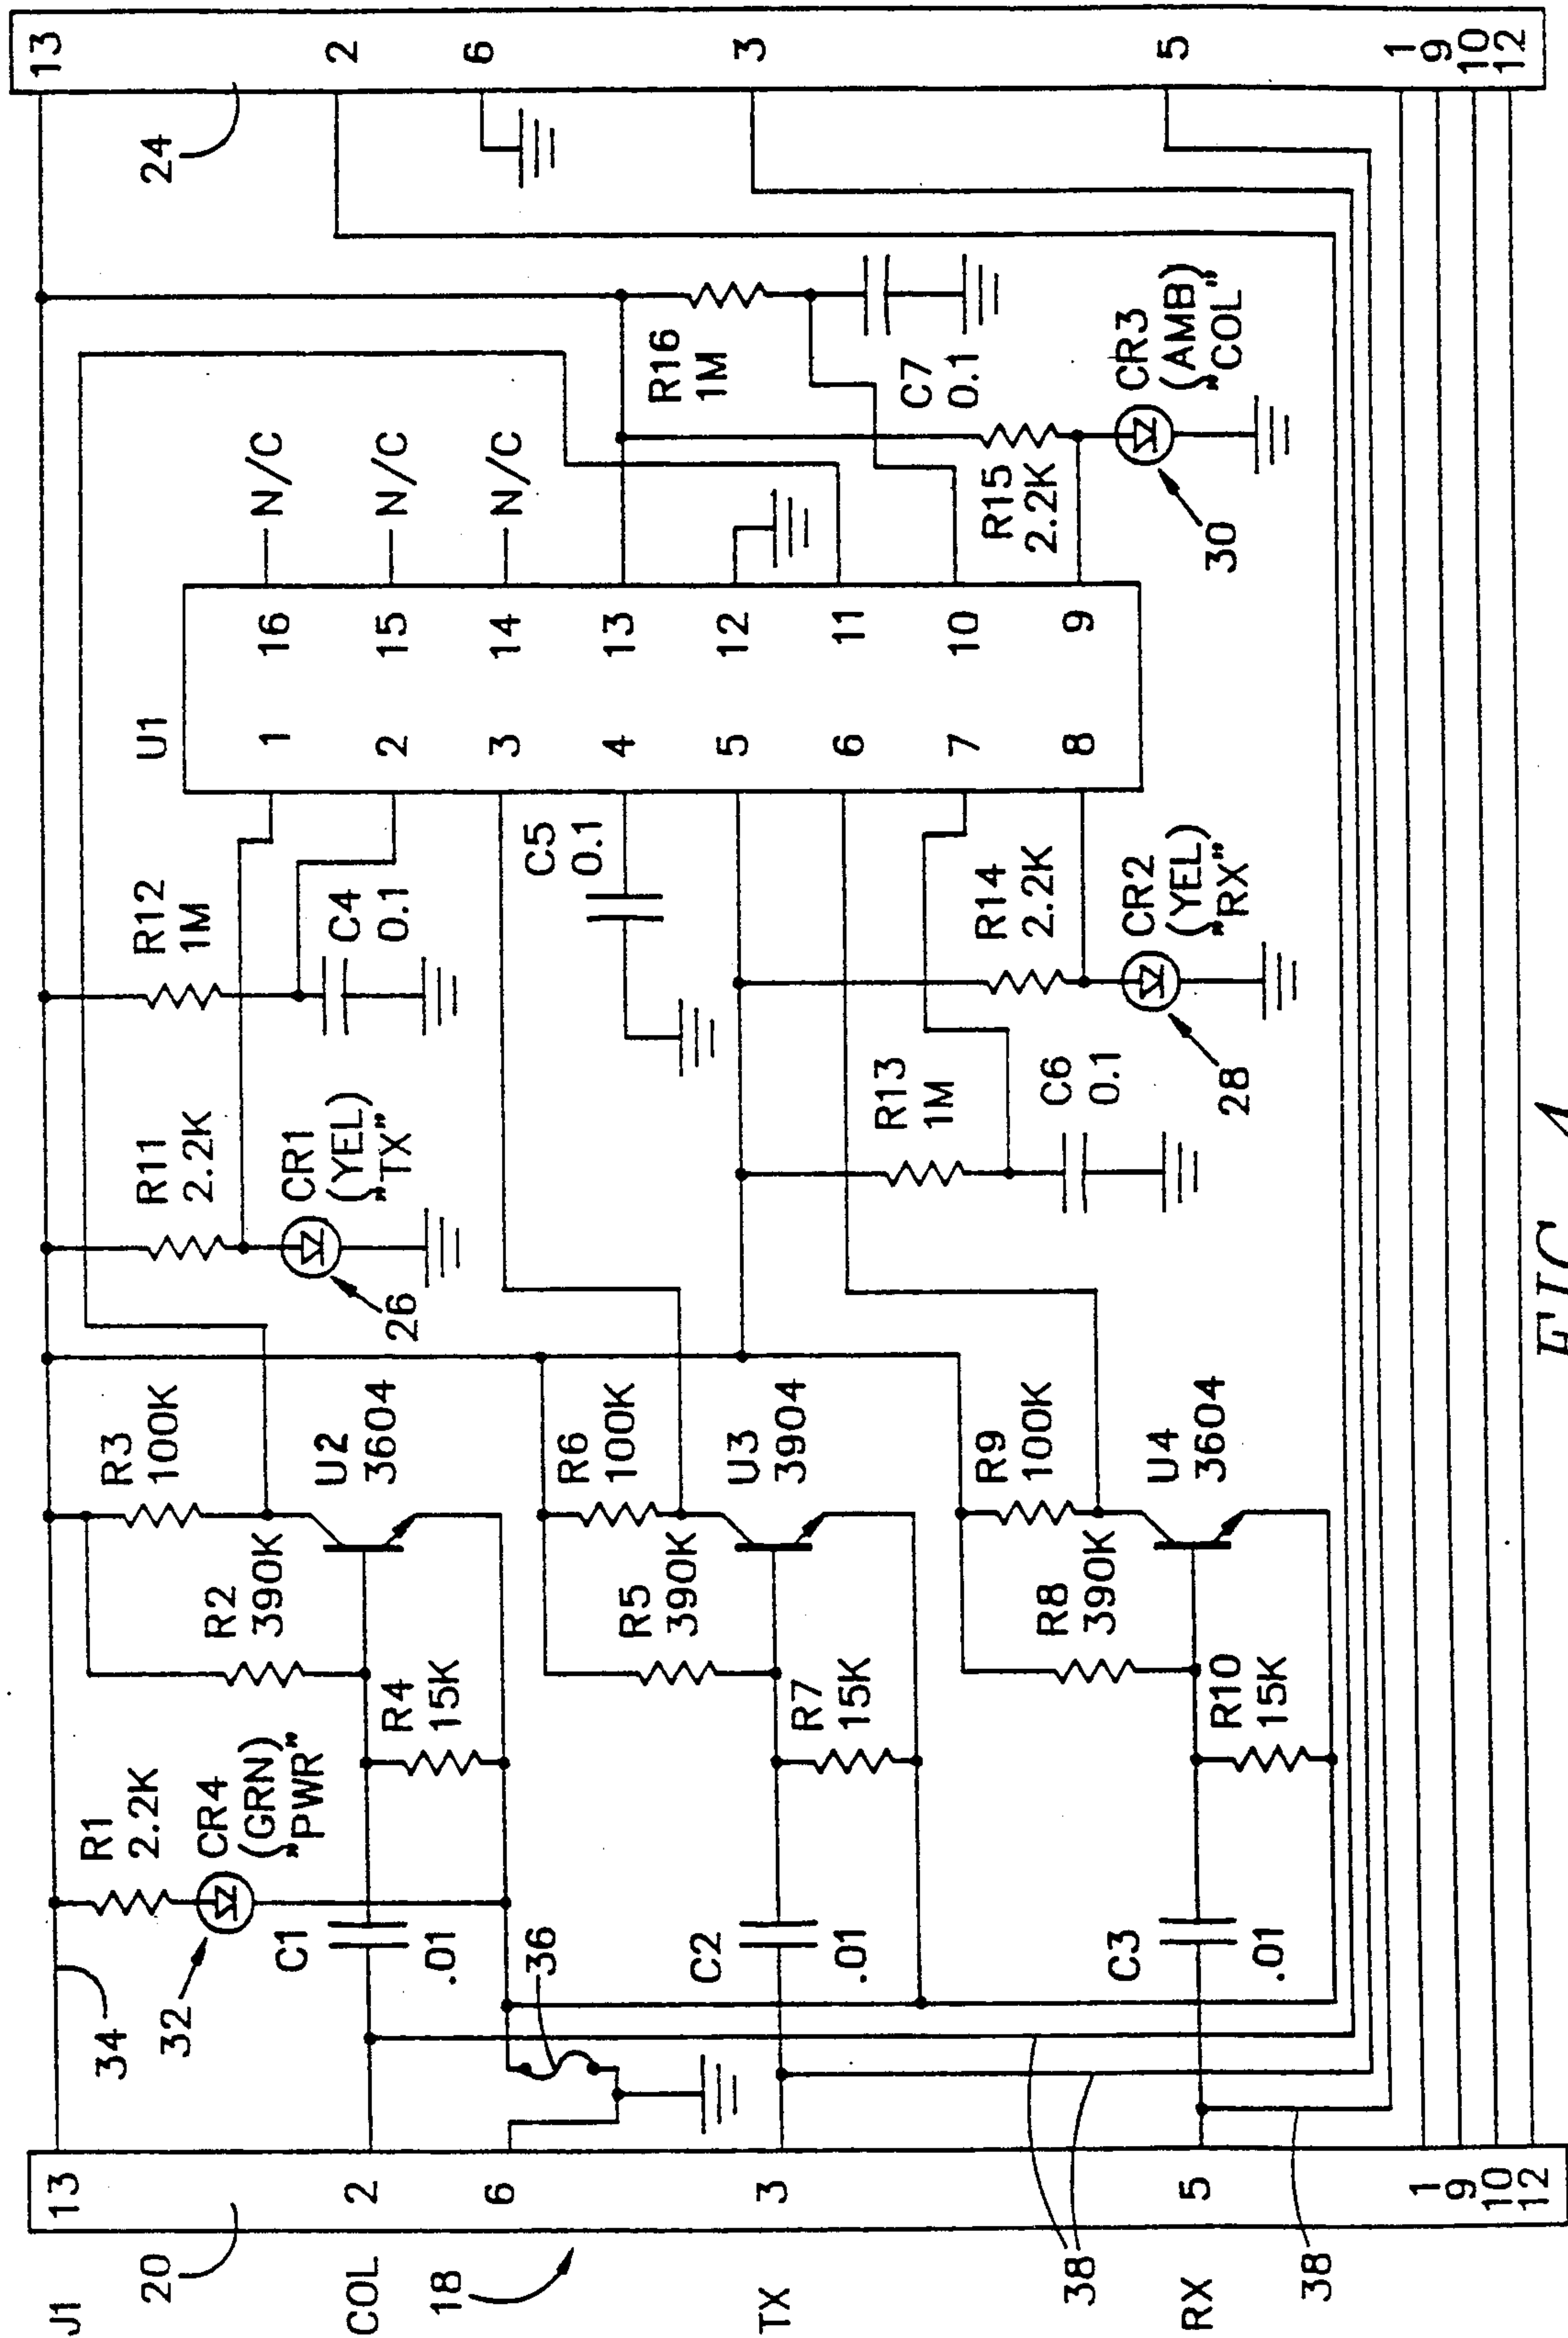 J1
20
13
COL
2
18
6
TX
3
RX
5
38
38
1
9
10
12
34
32
R1
2.2K
CR4
(GRN)
"PWR"
C1
.01
36
C2
.01
C3
.01
R2
390K
R3
100K
U2
3604
R4
15K
R5
390K
R6
100K
U3
3904
R7
15K
R8
390K
R9
100K
U4
3604
R10
15K
R11
2.2K
CR1
(YEL)
"TX"
26
R12
1M
C4
0.1
C5
0.1
R13
1M
C6
0.1
R14
2.2K
CR2
(YEL)
"RX"
28
U1
1
2
3
4
5
6
7
8
16
15
14
13
12
11
10
9
N/C
N/C
N/C
R15
2.2K
30
R16
1M
C7
0.1
CR3
(AMB)
"COL"
24
13
2
6
3
5
1
9
10
12
FIG. 4